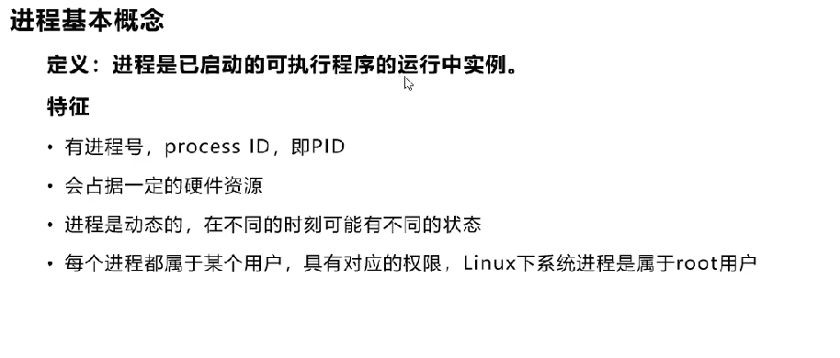 进程基本概念
定义：进程是已启动的可执行程序的运行中实例。
特征
• 有进程号，process ID，即PID
• 会占据一定的硬件资源
• 进程是动态的，在不同的时刻可能有不同的状态
• 每个进程都属于某个用户，具有对应的权限，Linux下系统进程是属于root用户